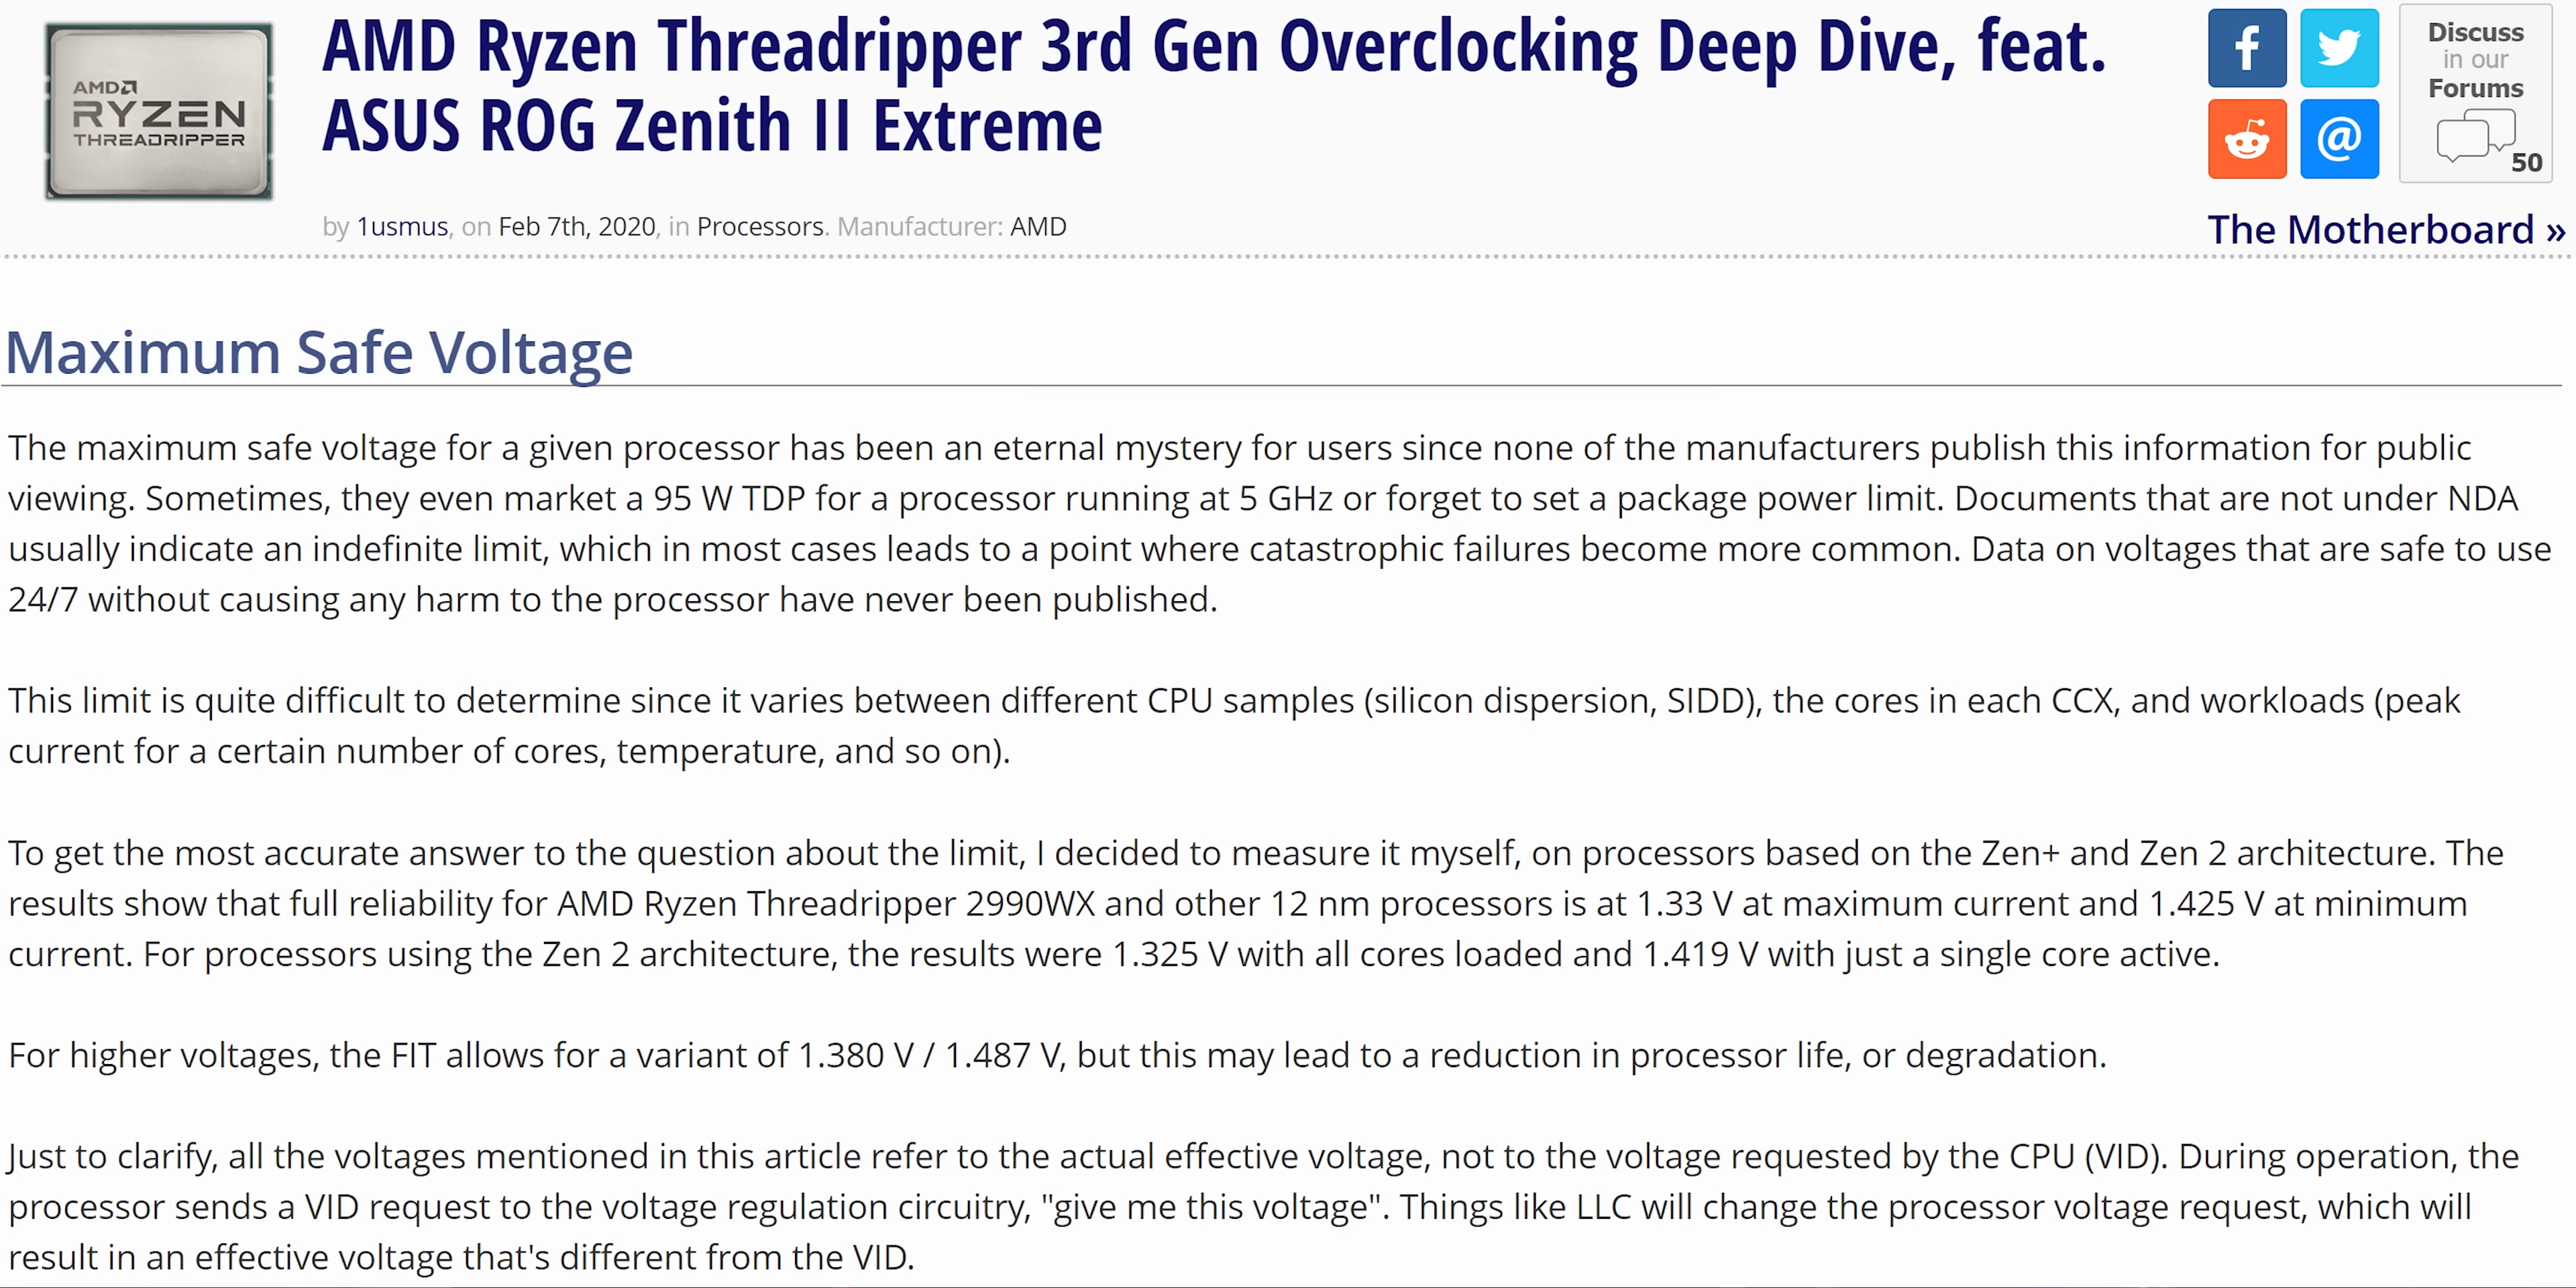 AMD
RYZEN
THREADRIPPER
AMD Ryzen Threadripper 3rd Gen Overclocking Deep Dive, feat.
ASUS ROG Zenith II Extreme
by 1usmus, on Feb 7th, 2020, in Processors. Manufacturer: AMD
f
@
Discuss
in our
Forums
50
The Motherboard »
Maximum Safe Voltage
The maximum safe voltage for a given processor has been an eternal mystery for users since none of the manufacturers publish this information for public
viewing. Sometimes, they even market a 95 W TDP for a processor running at 5 GHz or forget to set a package power limit. Documents that are not under NDA
usually indicate an indefinite limit, which in most cases leads to a point where catastrophic failures become more common. Data on voltages that are safe to use
24/7 without causing any harm to the processor have never been published.
This limit is quite difficult to determine since it varies between different CPU samples (silicon dispersion, SIDD), the cores in each CCX, and workloads (peak
current for a certain number of cores, temperature, and so on).
To get the most accurate answer to the question about the limit, I decided to measure it myself, on processors based on the Zen+ and Zen 2 architecture. The
results show that full reliability for AMD Ryzen Threadripper 2990WX and other 12 nm processors is at 1.33 V at maximum current and 1.425 V at minimum
current. For processors using the Zen 2 architecture, the results were 1.325 V with all cores loaded and 1.419 V with just a single core active.
For higher voltages, the FIT allows for a variant of 1.380 V / 1.487 V, but this may lead to a reduction in processor life, or degradation.
Just to clarify, all the voltages mentioned in this article refer to the actual effective voltage, not to the voltage requested by the CPU (VID). During operation, the
processor sends a VID request to the voltage regulation circuitry, "give me this voltage". Things like LLC will change the processor voltage request, which will
result in an effective voltage that's different from the VID.